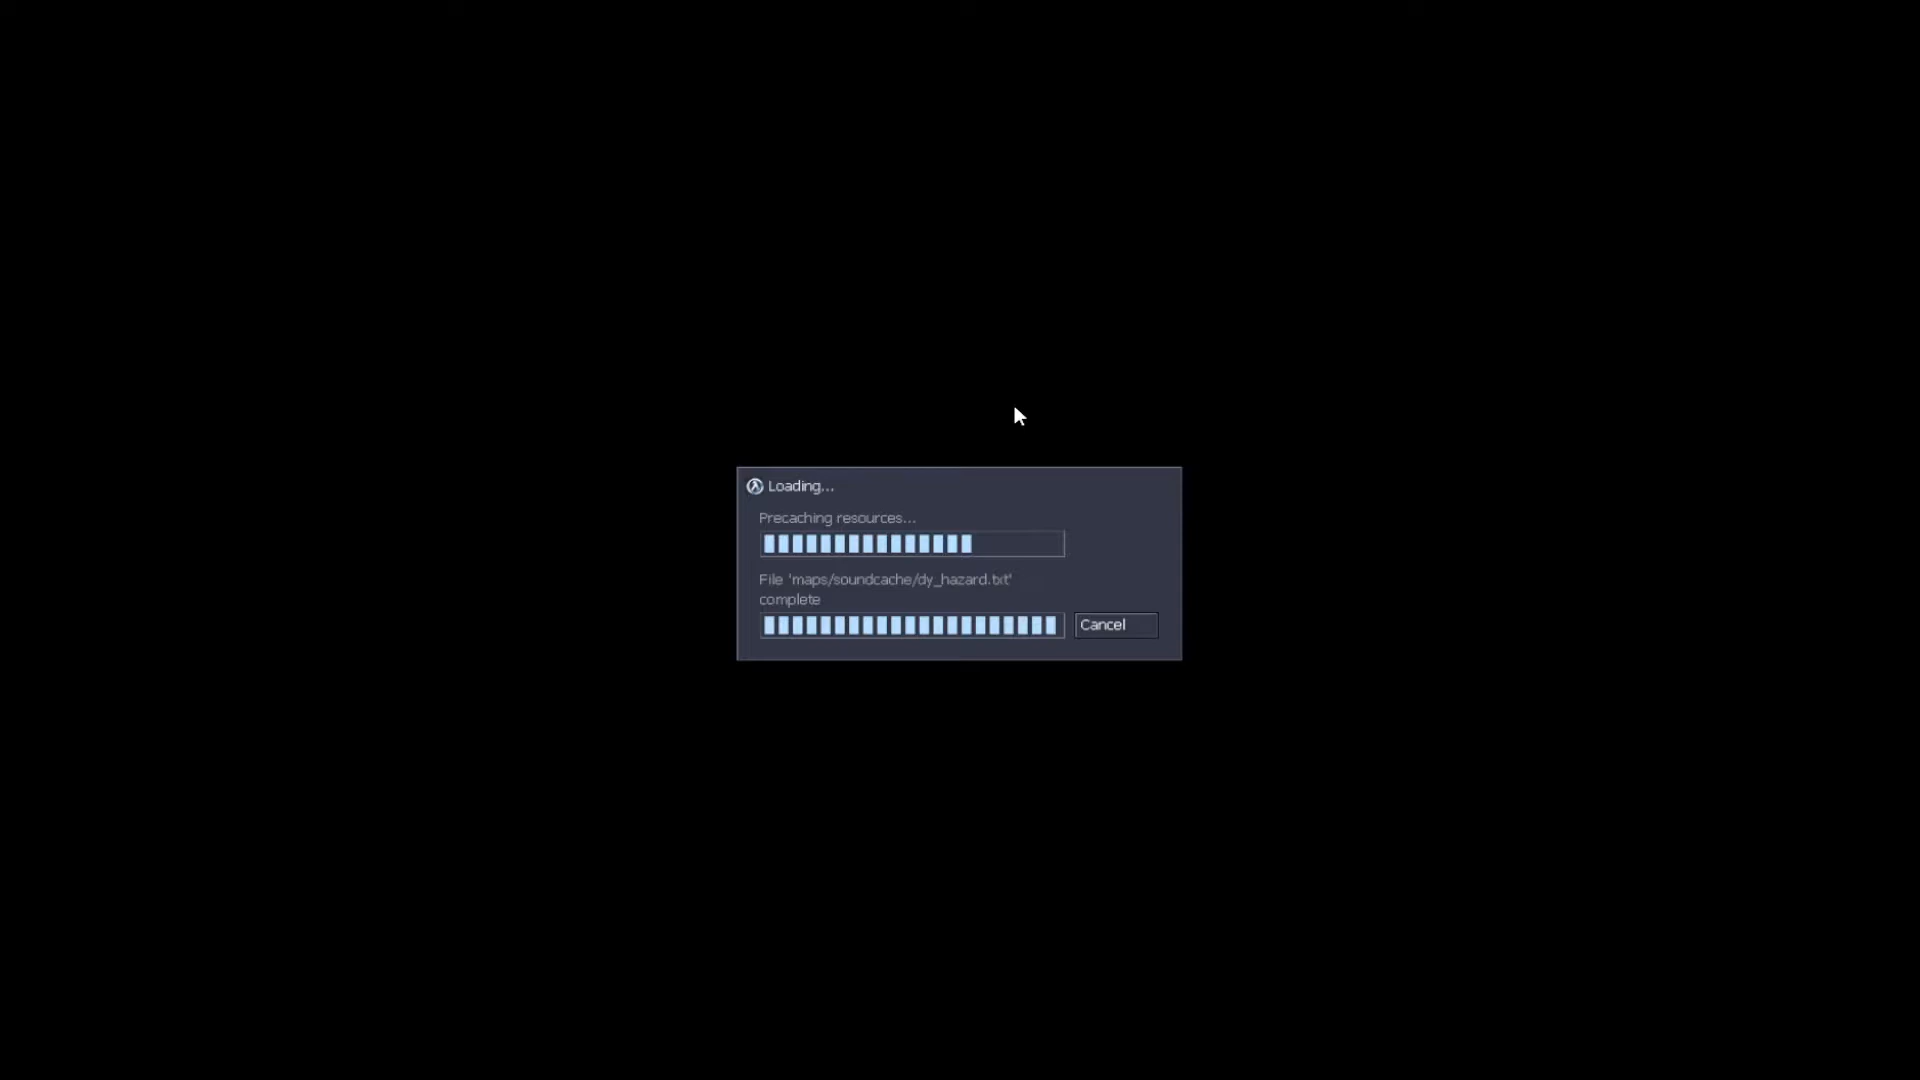 Loading...
Precaching resources...
File 'maps/soundcache/dy_hazard.txt'
complete
Cancel